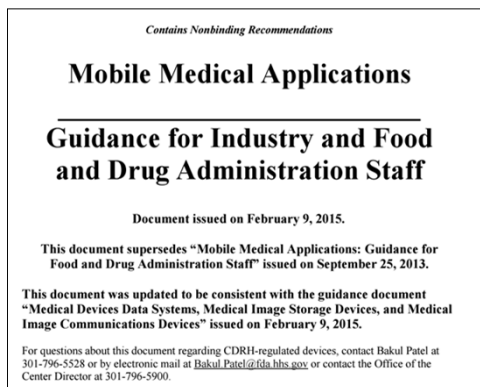 Contains Nonbinding Recommendations
Mobile Medical Applications
Guidance for Industry and Food
and Drug Administration Staff
Document issued on February 9, 2015.
This document supersedes “Mobile Medical Applications: Guidance for
Food and Drug Administration Staff” issued on September 25, 2013.
This document was updated to be consistent with the guidance document
“Medical Devices Data Systems, Medical Image Storage Devices, and Medical
Image Communications Devices” issued on February 9, 2015.
For questions about this document regarding CDRH-regulated devices, contact Bakul Patel at
301-796-5528 or by electronic mail at Bakul.Patel@fda.hhs.gov or contact the Office of the
Center Director at 301-796-5900.